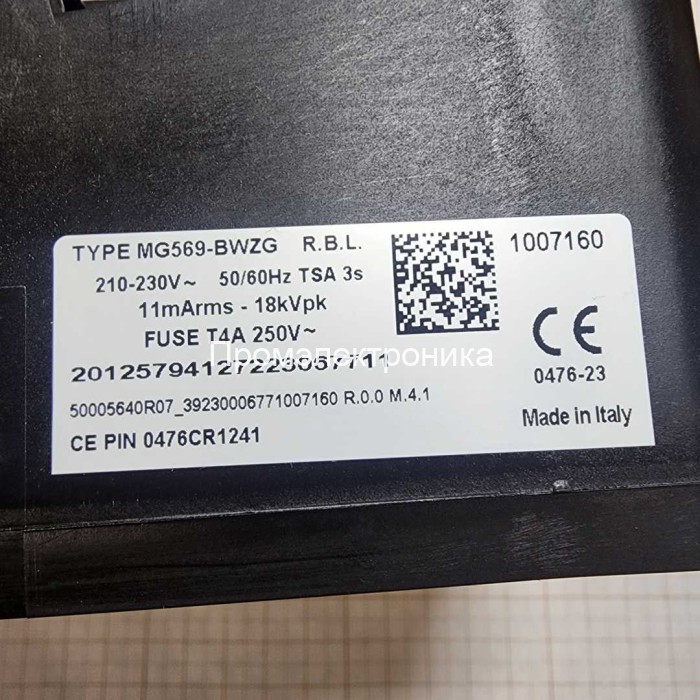 TYPE MG569-BWZG R.B.L.
210-230V~ 50/60Hz TSA 3s
11mArms - 18kVpk
FUSE T4A 250V~
50005640R07_39230006771007160 R.0.0 M.4.1
CE PIN 0476CR1241
1007160
CE
0476-23
Made in Italy
Промэлектроника